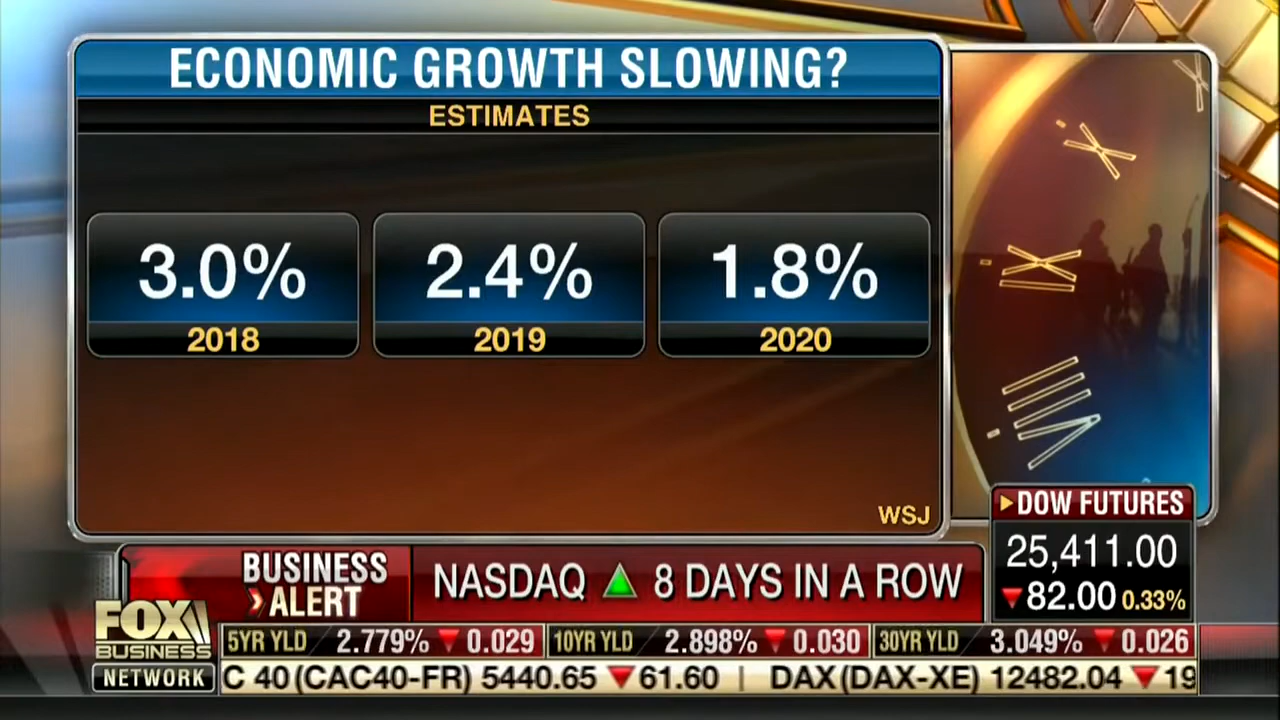 ECONOMIC GROWTH SLOWING?
ESTIMATES
3.0% 2.4% 1.8%
2018 2019 2020
WSJ
IX
VIII
DOW FUTURES
25,411.00
82.00 0.33%
BUSINESS ALERT
NASDAQ ▲ 8 DAYS IN A ROW
FOX
BUSINESS
NETWORK
5YR YLD 2.779% ▼ 0.029 10YR YLD 2.898% ▼ 0.030 30YR YLD 3.049% ▼ 0.026
C 40 (CAC40-FR) 5440.65 ▼ 61.60 | DAX (DAX-XE) 12482.04 ▼ 19